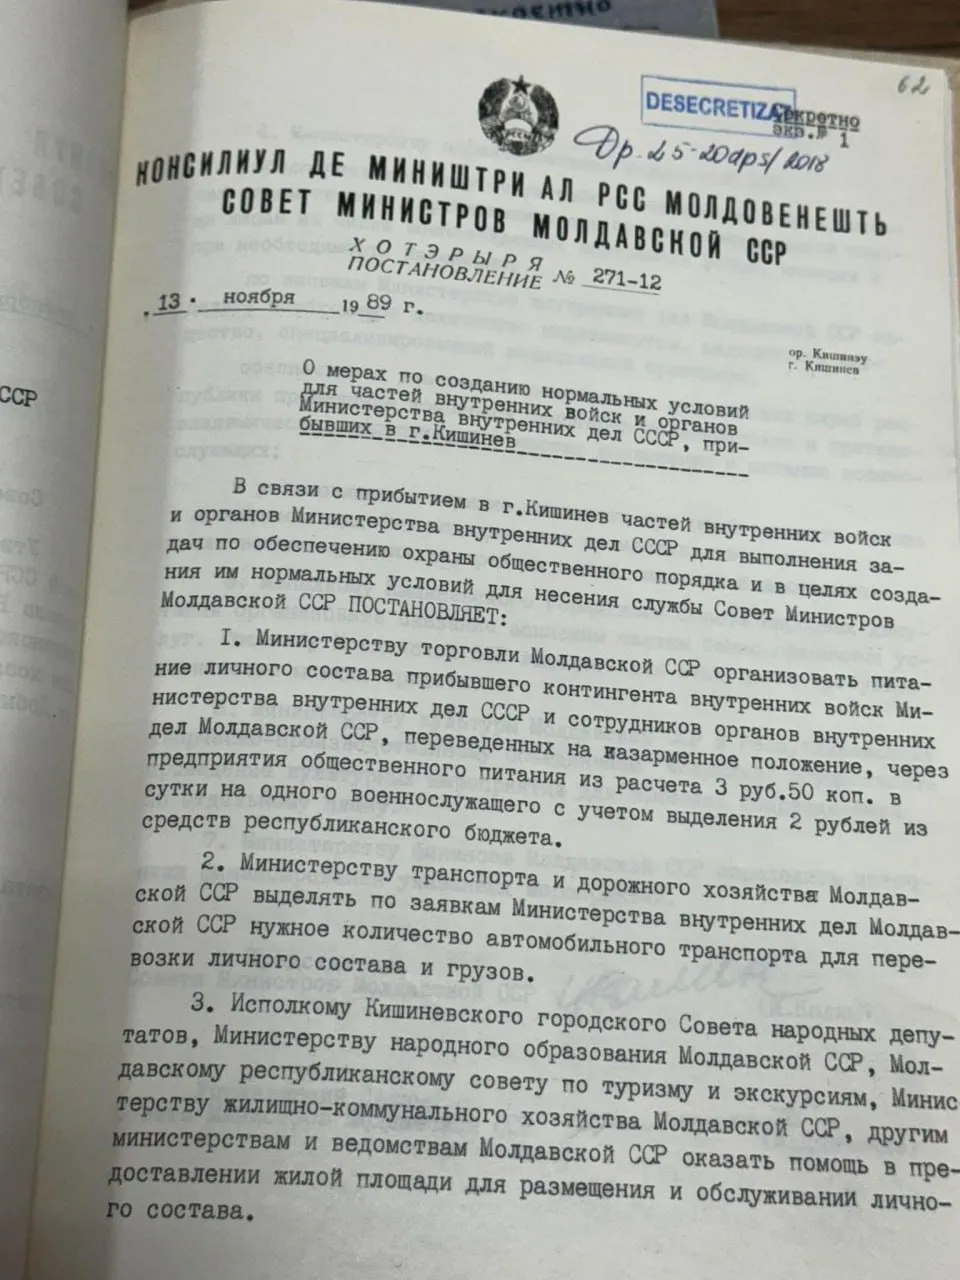 62
DESECRETIZAT
Секретно
экз.№ 1
КОНСИЛИУЛ ДЕ МИНИШТРИ АЛ РСС МОЛДОВЕНЕШТЬ
СОВЕТ МИНИСТРОВ МОЛДАВСКОЙ ССР
ХОТЭРЫРЯ
ПОСТАНОВЛЕНИЕ № 271-12
13 . ноября 1989 г.
ор. Кишинэу
г. Кишинев
О мерах по созданию нормальных условий
для частей внутренних войск и органов
Министерства внутренних дел СССР, при-
бывших в г.Кишинев
В связи с прибытием в г.Кишинев частей внутренних войск
и органов Министерства внутренних дел СССР для выполнения за-
дач по обеспечению охраны общественного порядка и в целях созда-
ния им нормальных условий для несения службы Совет Министров
Молдавской ССР ПОСТАНОВЛЯЕТ:
1. Министерству торговли Молдавской ССР организовать пита-
ние личного состава прибывшего контингента внутренних войск Ми-
нистерства внутренних дел СССР и сотрудников органов внутренних
дел Молдавской ССР, переведенных на казарменное положение, через
предприятия общественного питания из расчета 3 руб.50 коп. в
сутки на одного военнослужащего с учетом выделения 2 рублей из
средств республиканского бюджета.
2. Министерству транспорта и дорожного хозяйства Молдав-
ской ССР выделять по заявкам Министерства внутренних дел Молдав-
ской ССР нужное количество автомобильного транспорта для пере-
возки личного состава и грузов.
3. Исполкому Кишиневского городского Совета народных депу-
татов, Министерству народного образования Молдавской ССР, Мол-
давскому республиканскому совету по туризму и экскурсиям, Минис
терству жилищно-коммунального хозяйства Молдавской ССР, другим
министерствам и ведомствам Молдавской ССР оказать помощь в пре-
доставлении жилой площади для размещения и обслуживании лично-
го состава.
ССР